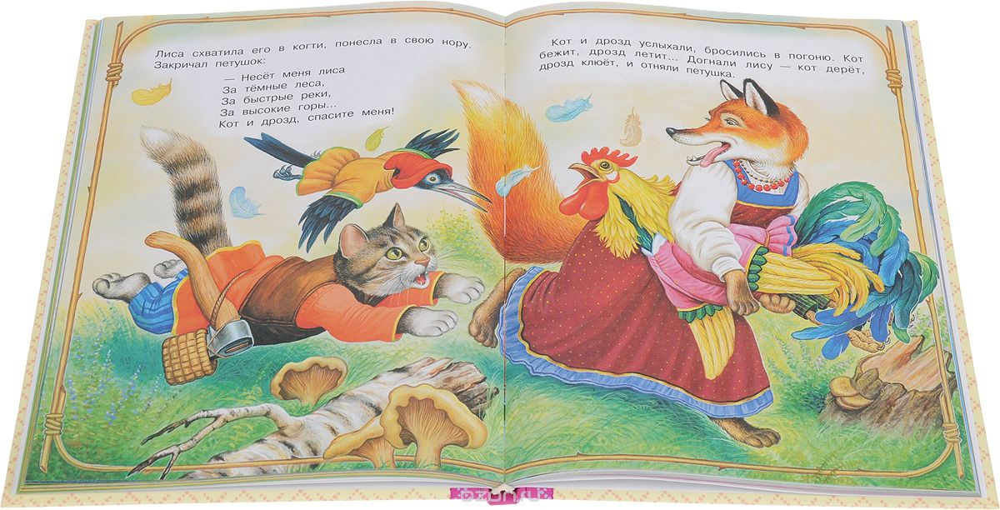 Лиса схватила его в когти, понесла в свою нору.
Закричал петушок:
— Несёт меня лиса
За тёмные леса,
За быстрые реки,
За высокие горы...
Кот и дрозд, спасите меня!
Кот и дрозд услыхали, бросились в погоню. Кот
бежит, дрозд летит... Догнали лису — кот дерёт,
дрозд клюёт, и отняли петушка.